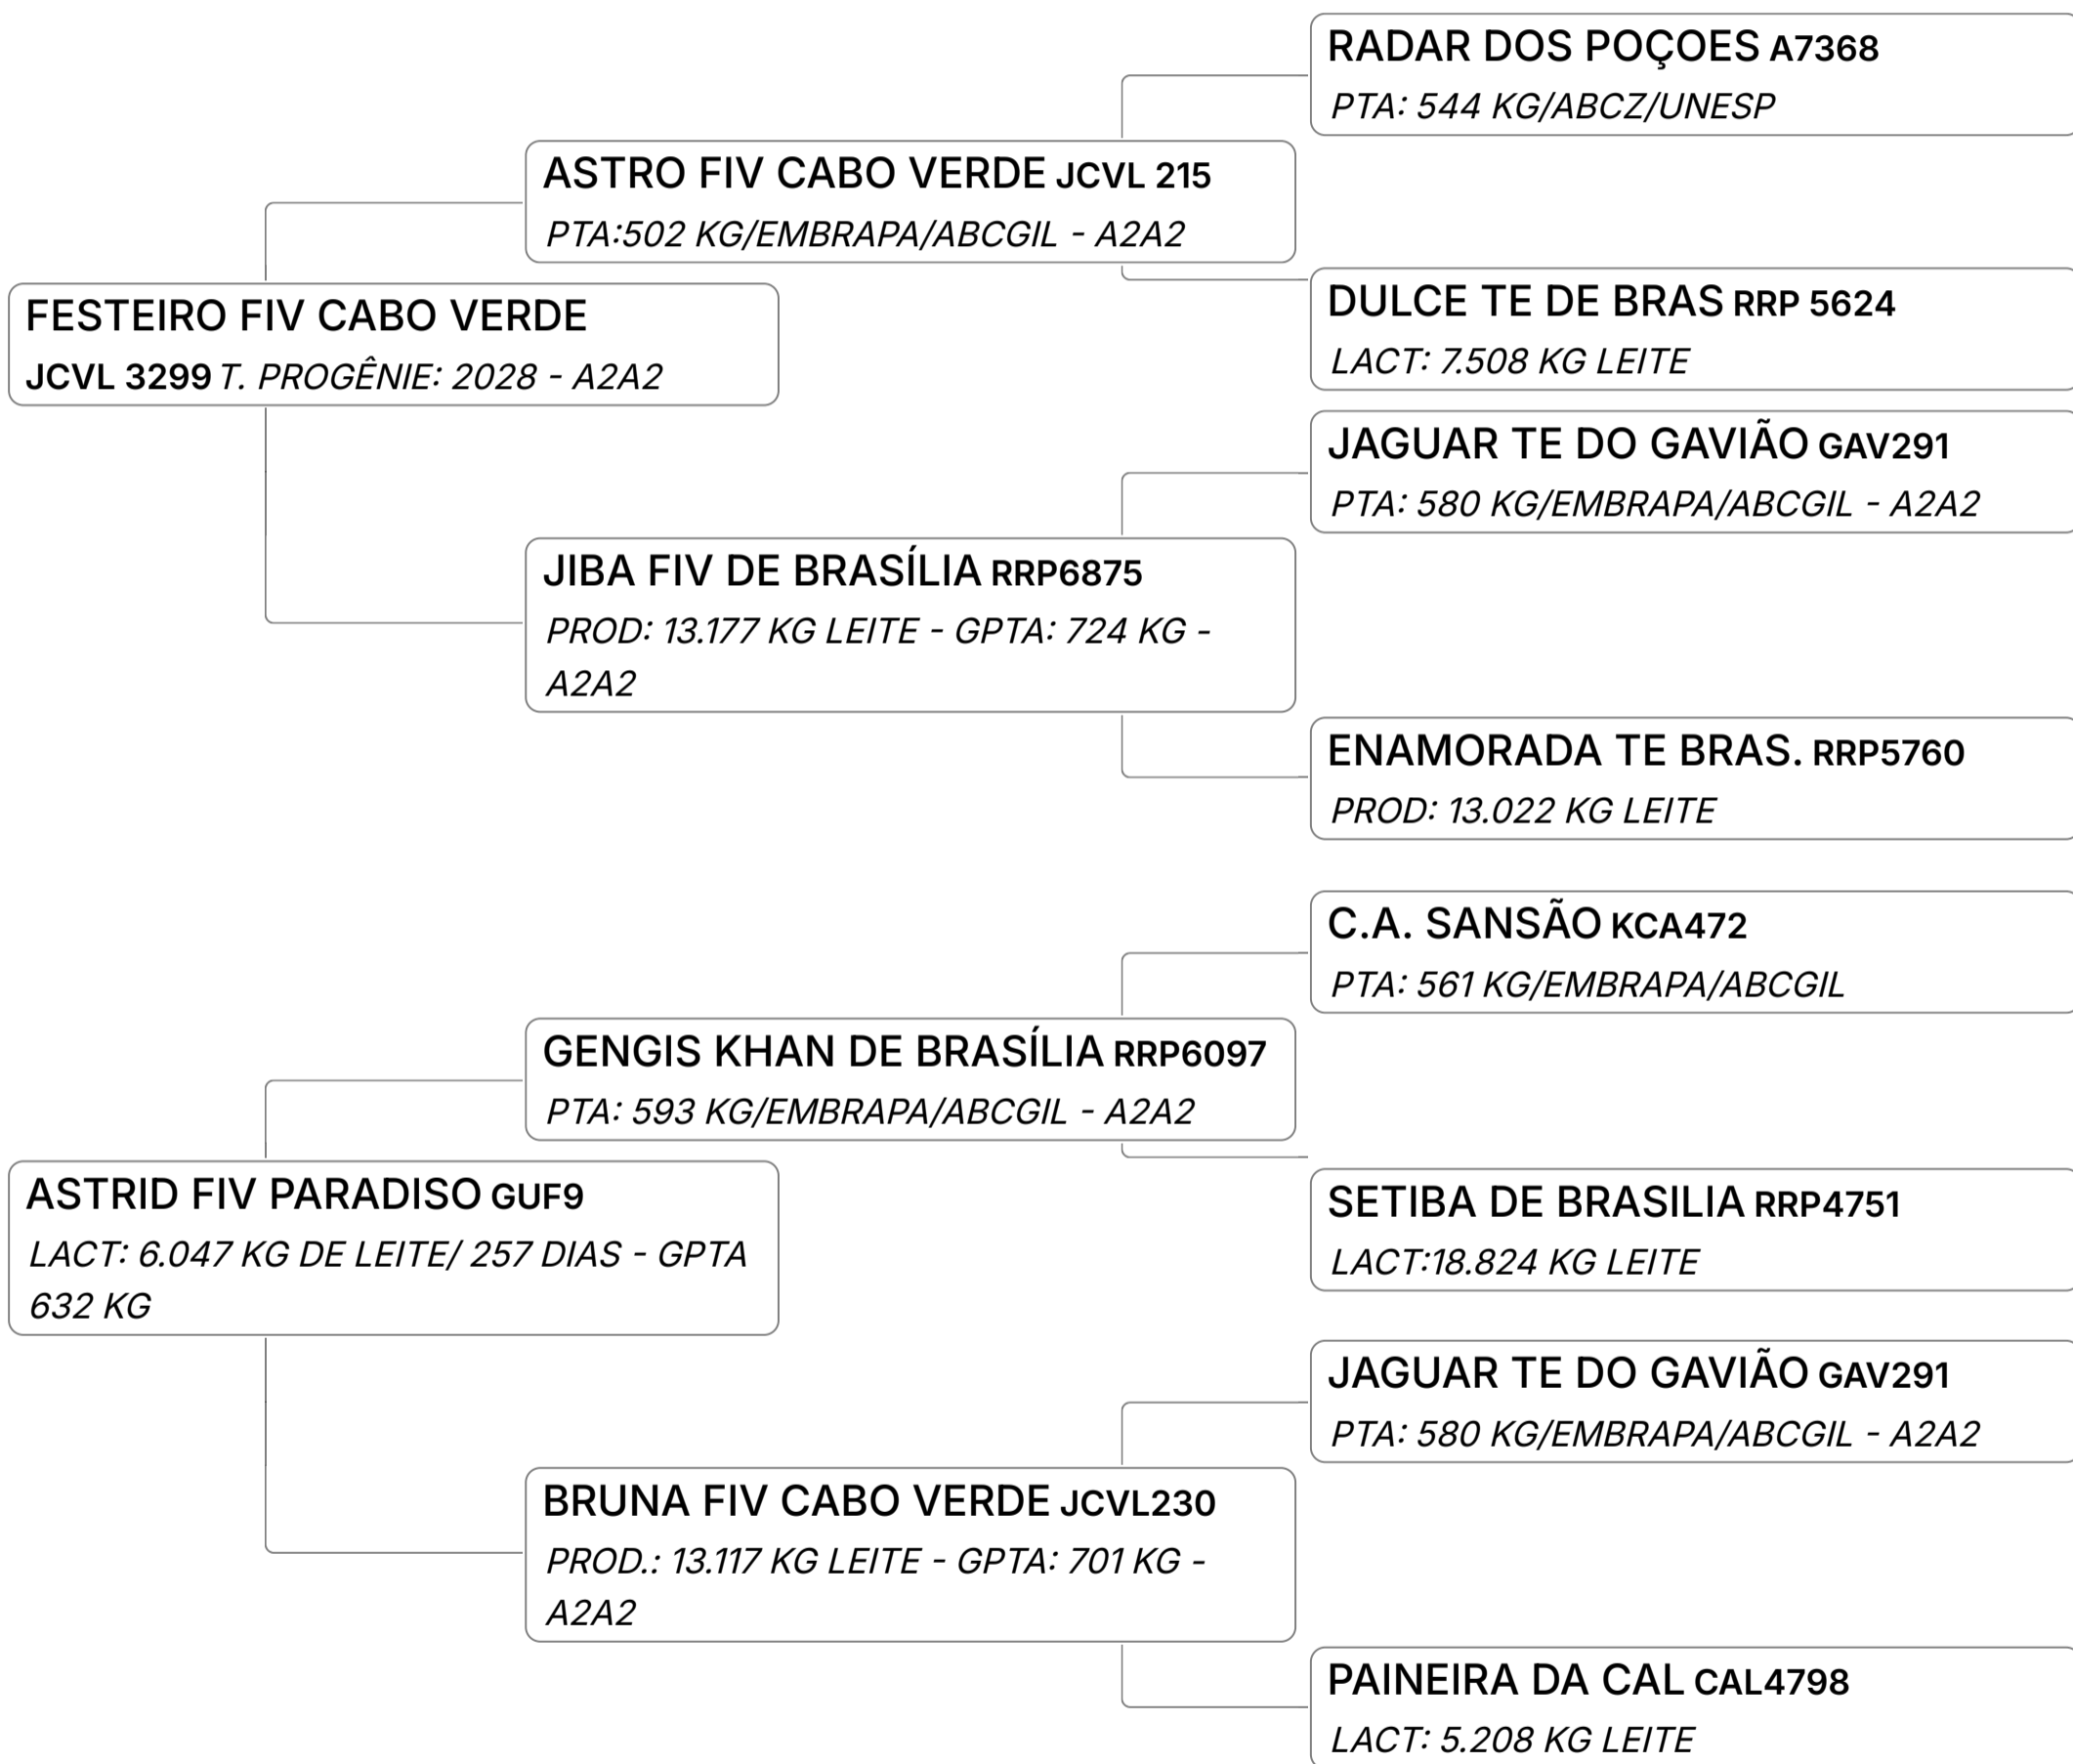 RADAR DOS POÇOES A7368
PTA: 544 KG/ABCZ/UNESP
ASTRO FIV CABO VERDE JCVL 215
PTA:502 KG/EMBRAPA/ABCGIL - A2A2
DULCE TE DE BRAS RRP 5624
LACT: 7.508 KG LEITE
FESTEIRO FIV CABO VERDE
JCVL 3299 T. PROGÊNIE: 2028 - A2A2
JAGUAR TE DO GAVIÃO GAV291
PTA: 580 KG/EMBRAPA/ABCGIL - A2A2
JIBA FIV DE BRASÍLIA RRP6875
PROD: 13.177 KG LEITE - GPTA: 724 KG -
A2A2
ENAMORADA TE BRAS. RRP5760
PROD: 13.022 KG LEITE
C.A. SANSÃO KCA472
PTA: 561 KG/EMBRAPA/ABCGIL
GENGIS KHAN DE BRASÍLIA RRP6097
PTA: 593 KG/EMBRAPA/ABCGIL - A2A2
SETIBA DE BRASILIA RRP4751
LACT:18.824 KG LEITE
ASTRID FIV PARADISO GUF9
LACT: 6.047 KG DE LEITE/ 257 DIAS - GPTA
632 KG
JAGUAR TE DO GAVIÃO GAV291
PTA: 580 KG/EMBRAPA/ABCGIL - A2A2
BRUNA FIV CABO VERDE JCVL230
PROD.: 13.117 KG LEITE - GPTA: 701 KG -
A2A2
PAINEIRA DA CAL CAL4798
LACT: 5.208 KG LEITE